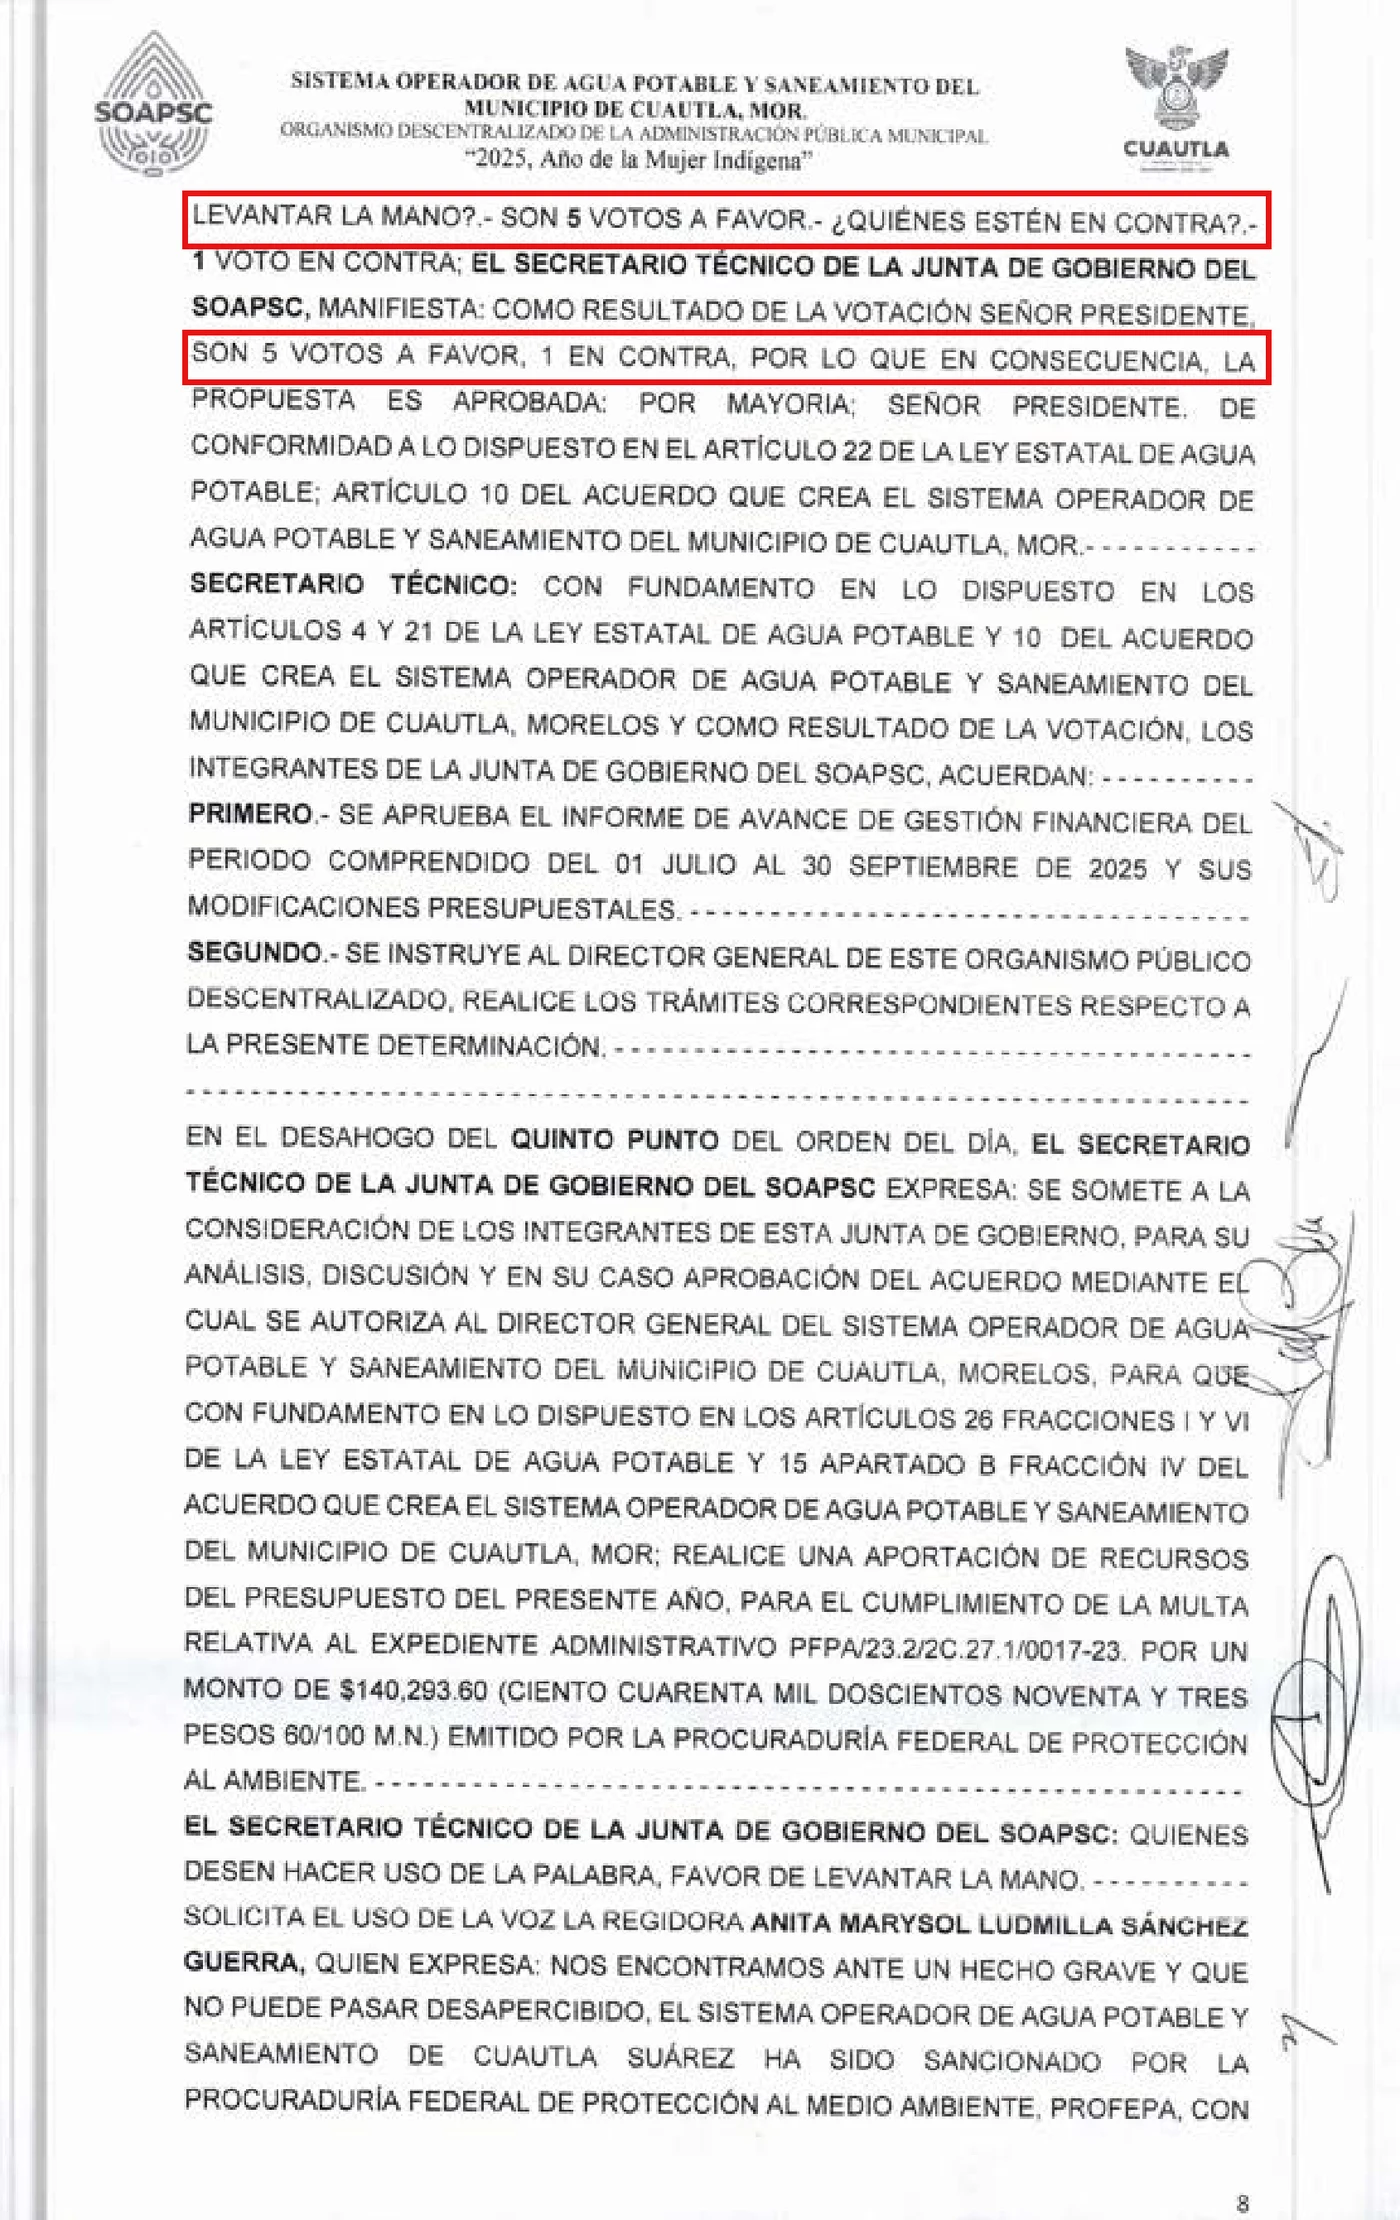 SOAPSC
SISTEMA OPERADOR DE AGUA POTABLE Y SANEAMIENTO DEL
MUNICIPIO DE CUAUTLA, MOR.
ORGANISMO DESCENTRALIZADO DE LA ADMINISTRACIÓN PÚBLICA MUNICIPAL
“2025, Año de la Mujer Indígena”
CUAUTLA
LEVANTAR LA MANO?.- SON 5 VOTOS A FAVOR.- ¿QUIÉNES ESTÉN EN CONTRA?.-
1 VOTO EN CONTRA; EL SECRETARIO TÉCNICO DE LA JUNTA DE GOBIERNO DEL
SOAPSC, MANIFIESTA: COMO RESULTADO DE LA VOTACIÓN SEÑOR PRESIDENTE,
SON 5 VOTOS A FAVOR, 1 EN CONTRA, POR LO QUE EN CONSECUENCIA, LA
PROPUESTA ES APROBADA: POR MAYORIA; SEÑOR PRESIDENTE. DE
CONFORMIDAD A LO DISPUESTO EN EL ARTÍCULO 22 DE LA LEY ESTATAL DE AGUA
POTABLE; ARTÍCULO 10 DEL ACUERDO QUE CREA EL SISTEMA OPERADOR DE
AGUA POTABLE Y SANEAMIENTO DEL MUNICIPIO DE CUAUTLA, MOR.- - - - - - - - - - -
SECRETARIO TÉCNICO: CON FUNDAMENTO EN LO DISPUESTO EN LOS
ARTÍCULOS 4 Y 21 DE LA LEY ESTATAL DE AGUA POTABLE Y 10 DEL ACUERDO
QUE CREA EL SISTEMA OPERADOR DE AGUA POTABLE Y SANEAMIENTO DEL
MUNICIPIO DE CUAUTLA, MORELOS Y COMO RESULTADO DE LA VOTACIÓN, LOS
INTEGRANTES DE LA JUNTA DE GOBIERNO DEL SOAPSC, ACUERDAN: - - - - - - - - - -
PRIMERO.- SE APRUEBA EL INFORME DE AVANCE DE GESTIÓN FINANCIERA DEL
PERIODO COMPRENDIDO DEL 01 JULIO AL 30 SEPTIEMBRE DE 2025 Y SUS
MODIFICACIONES PRESUPUESTALES. - - - - - - - - - - - - - - - - - - - - - - - - - - - - - - - - - - -
SEGUNDO.- SE INSTRUYE AL DIRECTOR GENERAL DE ESTE ORGANISMO PÚBLICO
DESCENTRALIZADO, REALICE LOS TRÁMITES CORRESPONDIENTES RESPECTO A
LA PRESENTE DETERMINACIÓN. - - - - - - - - - - - - - - - - - - - - - - - - - - - - - - - - - - - - - - - -
- - - - - - - - - - - - - - - - - - - - - - - - - - - - - - - - - - - - - - - - - - - - - - - - - - - - - - - - - - - - - - - - - -
EN EL DESAHOGO DEL QUINTO PUNTO DEL ORDEN DEL DÍA, EL SECRETARIO
TÉCNICO DE LA JUNTA DE GOBIERNO DEL SOAPSC EXPRESA: SE SOMETE A LA
CONSIDERACIÓN DE LOS INTEGRANTES DE ESTA JUNTA DE GOBIERNO, PARA SU
ANÁLISIS, DISCUSIÓN Y EN SU CASO APROBACIÓN DEL ACUERDO MEDIANTE EL
CUAL SE AUTORIZA AL DIRECTOR GENERAL DEL SISTEMA OPERADOR DE AGUA
POTABLE Y SANEAMIENTO DEL MUNICIPIO DE CUAUTLA, MORELOS, PARA QUE
CON FUNDAMENTO EN LO DISPUESTO EN LOS ARTÍCULOS 26 FRACCIONES I Y VI
DE LA LEY ESTATAL DE AGUA POTABLE Y 15 APARTADO B FRACCIÓN IV DEL
ACUERDO QUE CREA EL SISTEMA OPERADOR DE AGUA POTABLE Y SANEAMIENTO
DEL MUNICIPIO DE CUAUTLA, MOR; REALICE UNA APORTACIÓN DE RECURSOS
DEL PRESUPUESTO DEL PRESENTE AÑO, PARA EL CUMPLIMIENTO DE LA MULTA
RELATIVA AL EXPEDIENTE ADMINISTRATIVO PFPA/23.2/2C.27.1/0017-23. POR UN
MONTO DE $140,293.60 (CIENTO CUARENTA MIL DOSCIENTOS NOVENTA Y TRES
PESOS 60/100 M.N.) EMITIDO POR LA PROCURADURÍA FEDERAL DE PROTECCIÓN
AL AMBIENTE. - - - - - - - - - - - - - - - - - - - - - - - - - - - - - - - - - - - - - - - - - - - - - - - - - - - - - -
EL SECRETARIO TÉCNICO DE LA JUNTA DE GOBIERNO DEL SOAPSC: QUIENES
DESEN HACER USO DE LA PALABRA, FAVOR DE LEVANTAR LA MANO. - - - - - - - - - -
SOLICITA EL USO DE LA VOZ LA REGIDORA ANITA MARYSOL LUDMILLA SÁNCHEZ
GUERRA, QUIEN EXPRESA: NOS ENCONTRAMOS ANTE UN HECHO GRAVE Y QUE
NO PUEDE PASAR DESAPERCIBIDO, EL SISTEMA OPERADOR DE AGUA POTABLE Y
SANEAMIENTO DE CUAUTLA SUÁREZ HA SIDO SANCIONADO POR LA
PROCURADURÍA FEDERAL DE PROTECCIÓN AL MEDIO AMBIENTE, PROFEPA, CON
8